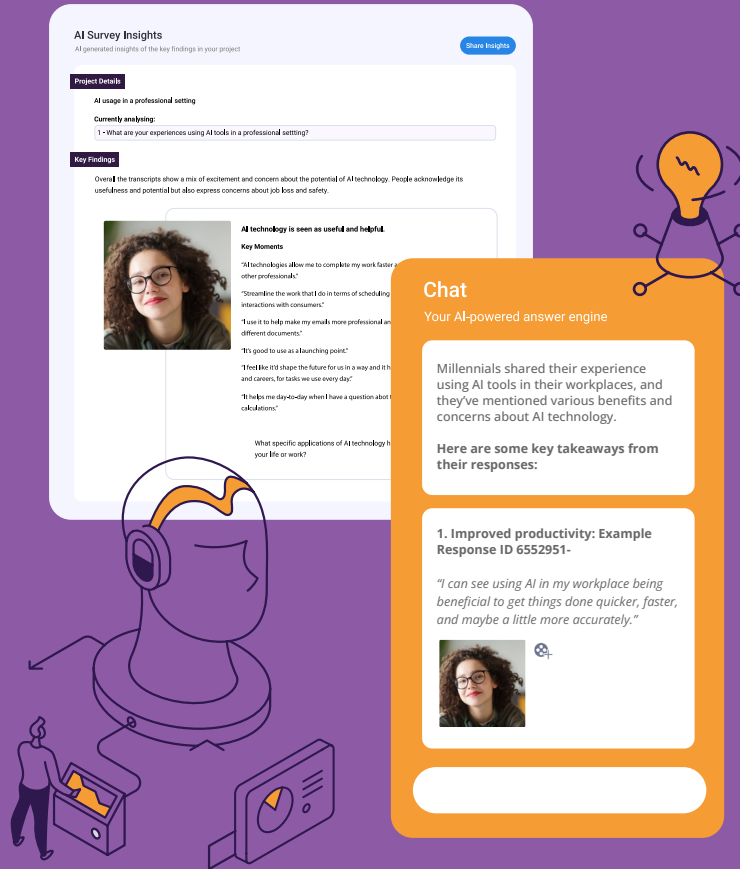 AI Survey Insights
AI generated insights of the key findings in your project
Share Insights
Project Details
AI usage in a professional setting
Currently analysing:
1 - What are your experiences using AI tools in a professional settting?
Key Findings
Overall the transcripts show a mix of excitement and concern about the potential of AI technology. People acknowledge its
usefulness and potential but also express concerns about job loss and safety.
AI technology is seen as useful and helpful.
Key Moments
"AI technologies allow me to complete my work faster
other professionals."
"Streamline the work that I do in terms of scheduling
interactions with consumers."
"I use it to help make my emails more professional an
different documents."
"It's good to use as a launching point."
"I feel like it'd shape the future for us in a way and it h
and careers, for tasks we use every day."
"It helps me day-to-day when I have a question abot t
calculations."
What specific applications of AI technology h
your life or work?
Chat
Your AI-powered answer engine
Millennials shared their experience
using AI tools in their workplaces, and
they've mentioned various benefits and
concerns about AI technology.
Here are some key takeaways from
their responses:
1. Improved productivity: Example
Response ID 6552951-
"I can see using AI in my workplace being
beneficial to get things done quicker, faster,
and maybe a little more accurately."